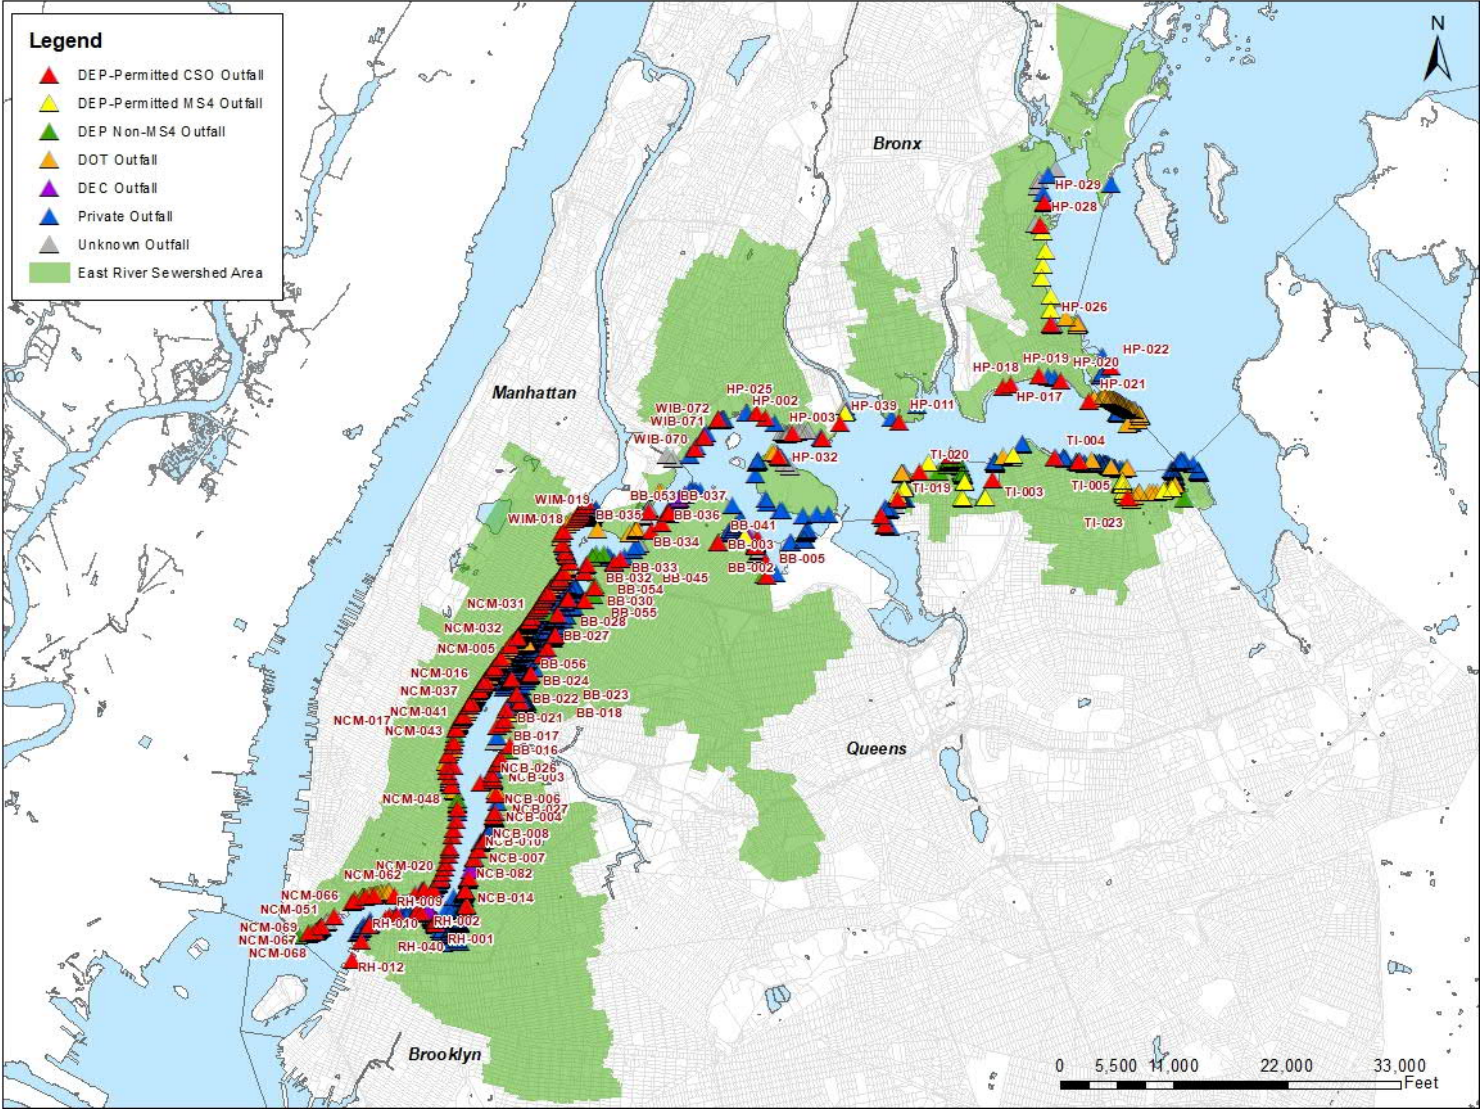 Legend
DEP-Permitted CSO Outfall
DEP-Permitted MS4 Outfall
DEP Non-MS4 Outfall
DOT Outfall
DEC Outfall
Private Outfall
Unknown Outfall
East River Sewershed Area
N
Bronx
HP-029
HP-028
HP-026
HP-022
HP-019
HP-018
HP-020
HP-021
HP-017
Manhattan
HP-025
HP-002
WIB-072
HP-039
HP-011
WIB-071
HP-003
WIB-070
TI-004
HP-032
TI-020
TI-019
TI-003
TI-005
TI-023
WIM-019
BB-053
BB-037
WIM-018
BB-035
BB-036
BB-041
BB-034
BB-003
BB-005
BB-033
BB-002
BB-032
BB-045
BB-054
NCM-031
BB-030
BB-055
BB-028
NCM-032
BB-027
NCM-005
BB-056
NCM-016
BB-024
NCM-037
BB-023
BB-022
NCM-041
BB-018
NCM-017
BB-021
NCM-043
BB-017
BB-016
Queens
NCB-026
NCB-003
NCM-048
NCB-006
NCB-027
NCB-004
NCB-008
NCB-010
NCB-007
NCM-020
NCM-062
NCB-082
NCM-066
RH-009
NCB-014
NCM-051
RH-010
RH-002
NCM-069
NCM-067
RH-001
RH-040
NCM-068
RH-012
Brooklyn
0 5,500 11,000 22,000 33,000
Feet